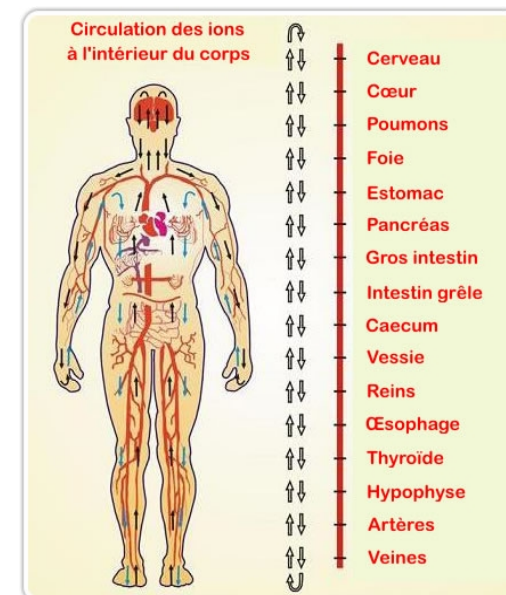 Circulation des ions
à l'intérieur du corps
Cerveau
Cœur
Poumons
Foie
Estomac
Pancréas
Gros intestin
Intestin grêle
Caecum
Vessie
Reins
Œsophage
Thyroïde
Hypophyse
Artères
Veines